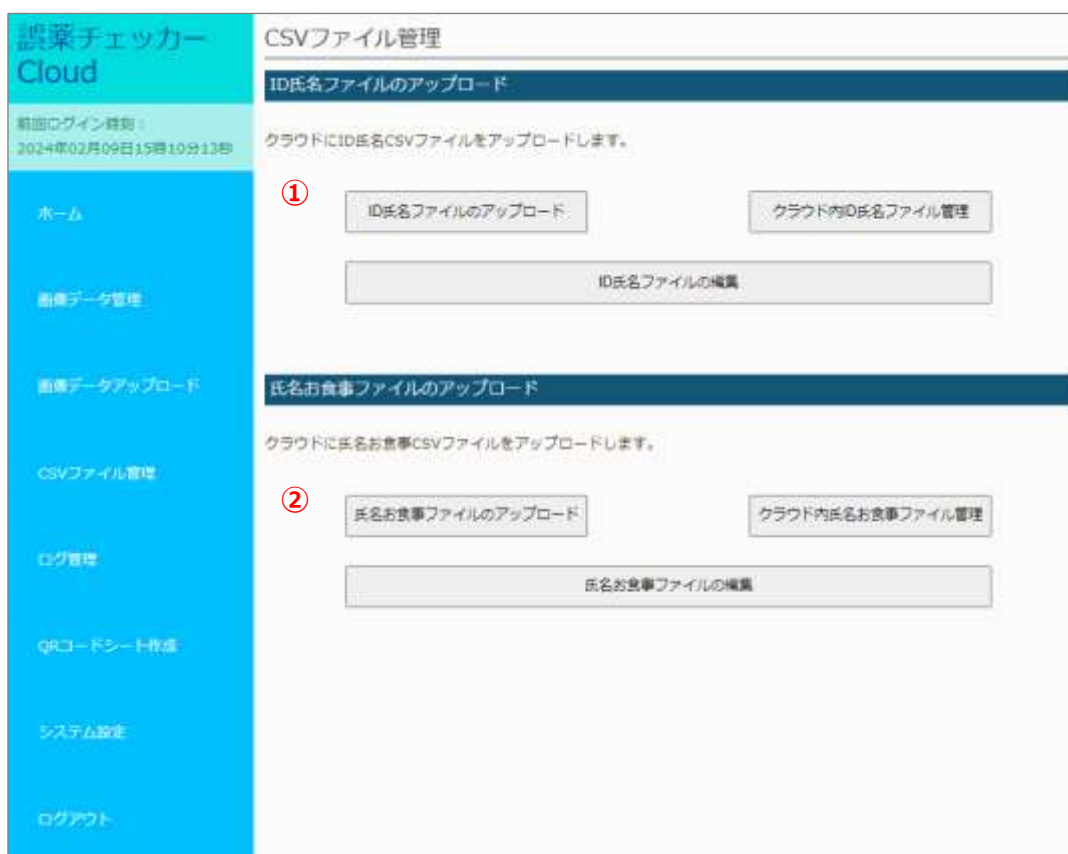 誤薬チェッカー
Cloud
前回ログイン時刻：
2024年02月09日15時10分13秒
ホーム
画像データ管理
画像データアップロード
CSVファイル管理
ログ管理
QRコードシート作成
システム設定
ログアウト
CSVファイル管理
ID氏名ファイルのアップロード
クラウドにID氏名CSVファイルをアップロードします。
①
ID氏名ファイルのアップロード
クラウド内ID氏名ファイル管理
ID氏名ファイルの編集
氏名お食事ファイルのアップロード
クラウドに氏名お食事CSVファイルをアップロードします。
②
氏名お食事ファイルのアップロード
クラウド内氏名お食事ファイル管理
氏名お食事ファイルの編集